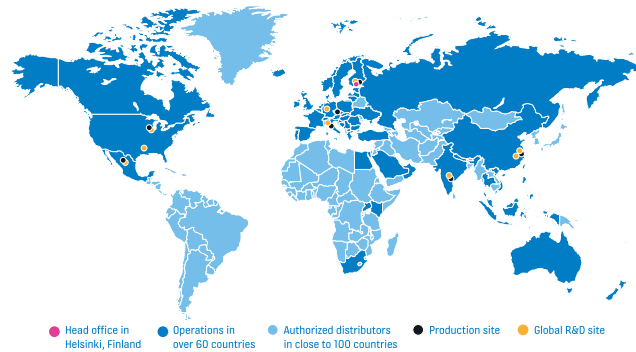 Head office in
Helsinki, Finland
Operations in
over 60 countries
Authorized distributors
in close to 100 countries
Production site
Global R&D site